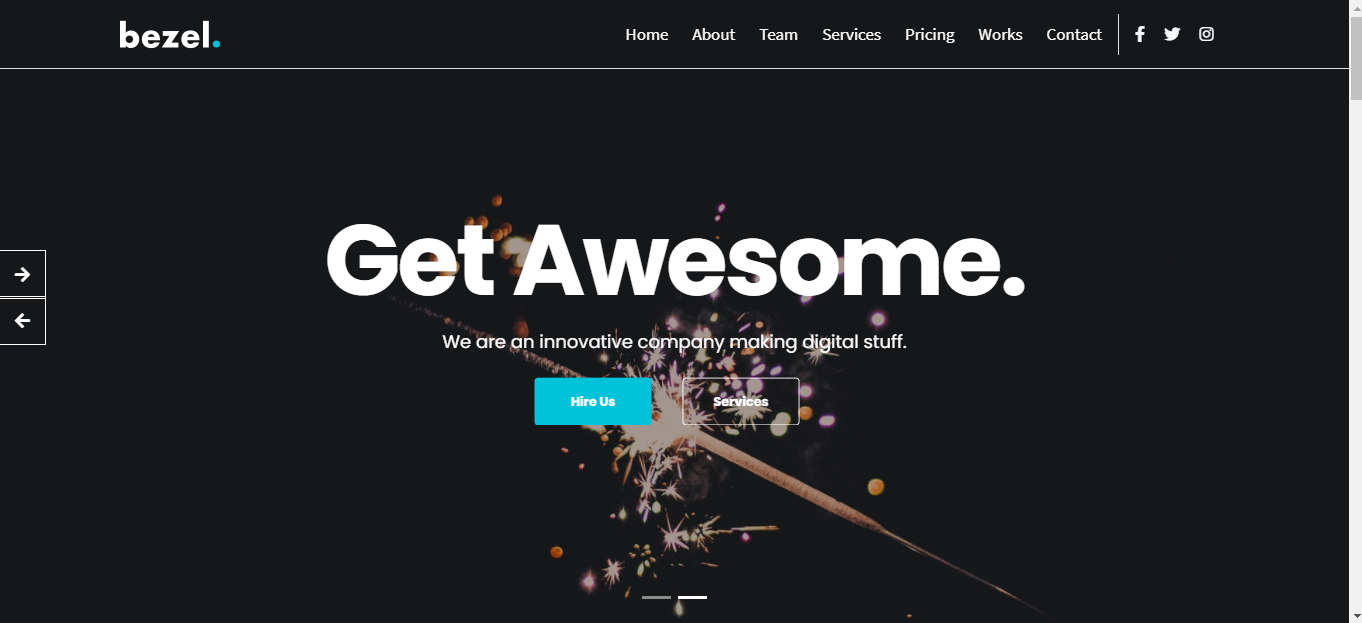 bezel.
Home About Team Services Pricing Works Contact
Get Awesome.
We are an innovative company making digital stuff.
Hire Us
Services